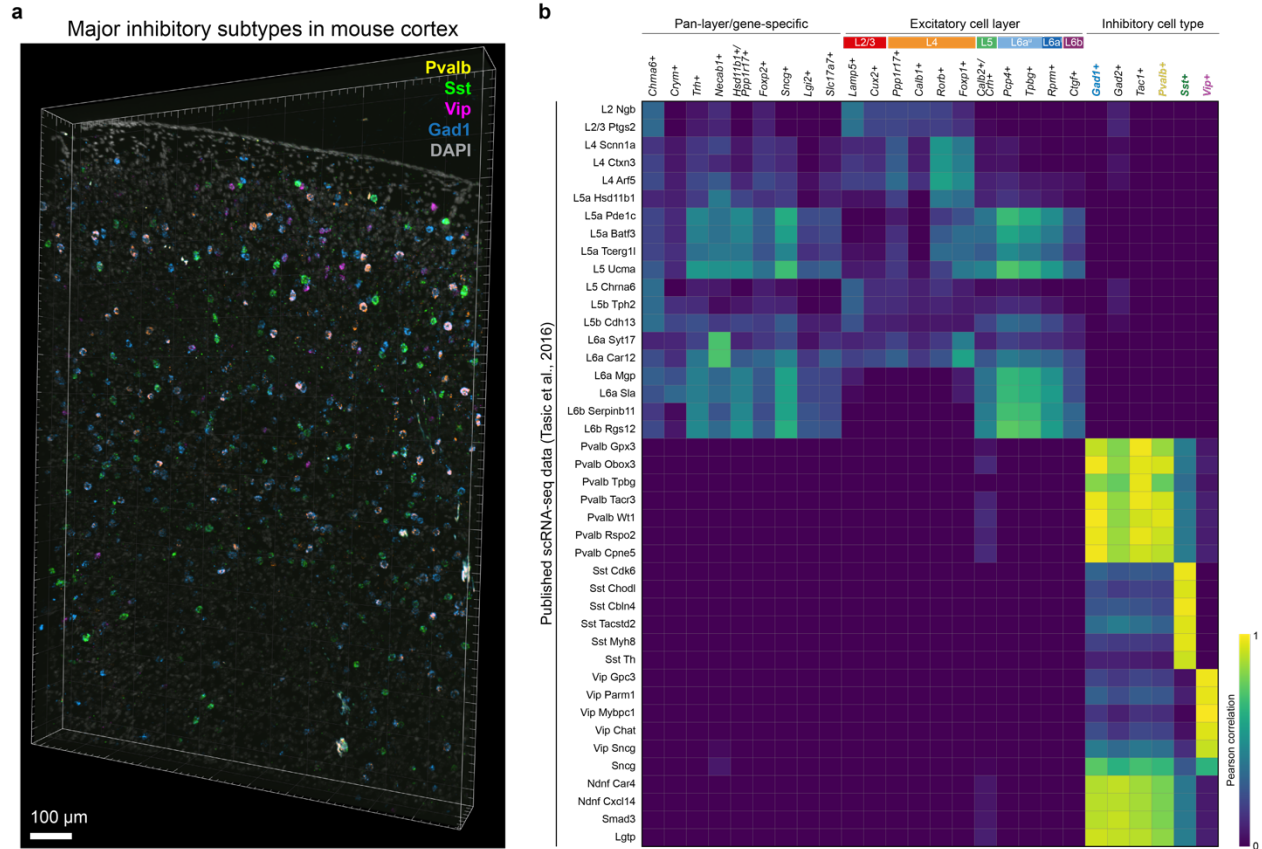 a
Major inhibitory subtypes in mouse cortex
Pvalb
Sst
Vip
Gad1
DAPI
100 µm
b
Pan-layer/gene-specific
Excitatory cell layer
Inhibitory cell type
L2/3
L4
L5
L6a
L6a
L6b
Chrna6+
Crym+
Trh+
Necab1+
Hsd11b1+/
Ppp1r17+
Foxp2+
Sncg+
Lgi2+
Slc17a7+
Lamp5+
Cux2+
Ppp1r17+
Calb1+
Rorb+
Foxp1+
Calb2+/
Crh+
Pcp4+
Tpbg+
Rprm+
Ctgf+
Gad1+
Gad2+
Tac1+
Pvalb+
Sst+
Vip+
Published scRNA-seq data (Tasic et al., 2016)
L2 Ngb
L2/3 Ptgs2
L4 Scnn1a
L4 Ctxn3
L4 Arf5
L5a Hsd11b1
L5a Pde1c
L5a Batf3
L5a Tcerg1l
L5 Ucma
L5 Chrna6
L5b Tph2
L5b Cdh13
L6a Syt17
L6a Car12
L6a Mgp
L6a Sla
L6b Serpinb11
L6b Rgs12
Pvalb Gpx3
Pvalb Obox3
Pvalb Tpbg
Pvalb Tacr3
Pvalb Wt1
Pvalb Rspo2
Pvalb Cpne5
Sst Cdk6
Sst Chodl
Sst Cbln4
Sst Tacstd2
Sst Myh8
Sst Th
Vip Gpc3
Vip Parm1
Vip Mybpc1
Vip Chat
Vip Sncg
Sncg
Ndnf Car4
Ndnf Cxcl14
Smad3
Lgtp
1
Pearson correlation
0